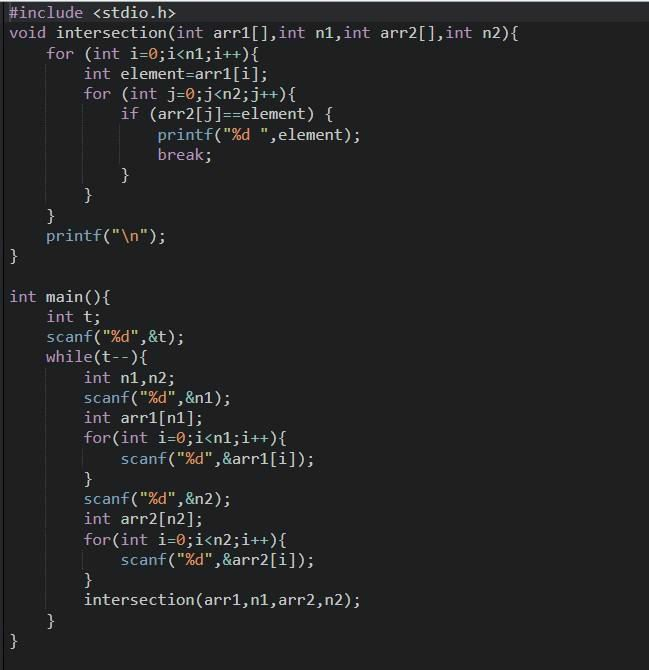 #include <stdio.h>
void intersection(int arr1[],int n1,int arr2[],int n2){
    for (int i=0;i<n1;i++){
        int element=arr1[i];
        for (int j=0;j<n2;j++){
            if (arr2[j]==element) {
                printf("%d ",element);
                break;
            }
        }
    }
    printf("\n");
}

int main(){
    int t;
    scanf("%d",&t);
    while(t--){
        int n1,n2;
        scanf("%d",&n1);
        int arr1[n1];
        for(int i=0;i<n1;i++){
            scanf("%d",&arr1[i]);
        }
        scanf("%d",&n2);
        int arr2[n2];
        for(int i=0;i<n2;i++){
            scanf("%d",&arr2[i]);
        }
        intersection(arr1,n1,arr2,n2);
    }
}